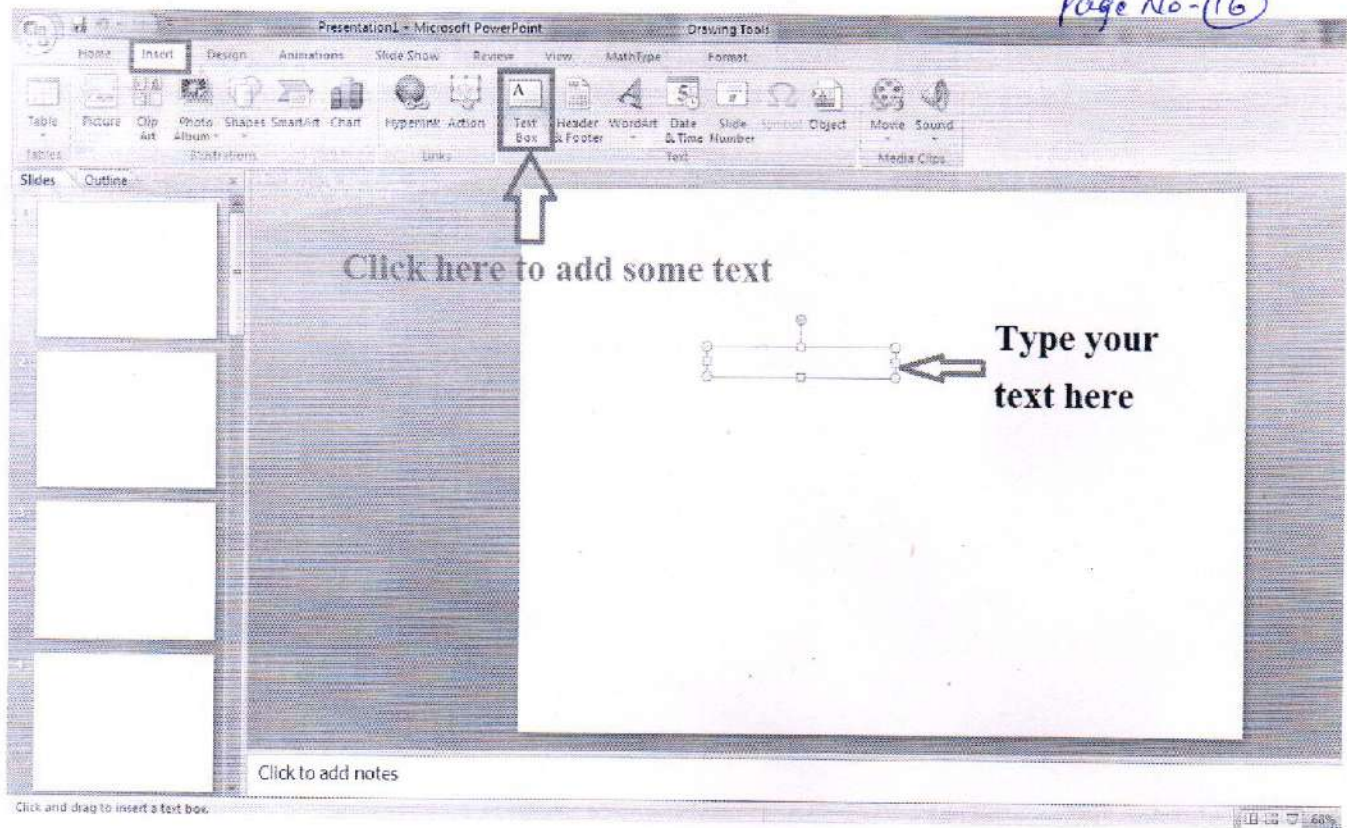 Page No-(16)
Presentation1 - Microsoft PowerPoint
Drawing Tools
Home Insert Design Animations Slide Show Review View MathType Format
Table Picture Clip Art Photo Album Shapes SmartArt Chart Hyperlink Action Text Box Header & Footer WordArt Date & Time Slide Number Symbol Object Movie Sound
Tables Illustrations Links Text Media Clips
Slides Outline
Click here to add some text
Type your
text here
Click to add notes
Click and drag to insert a text box.
68%